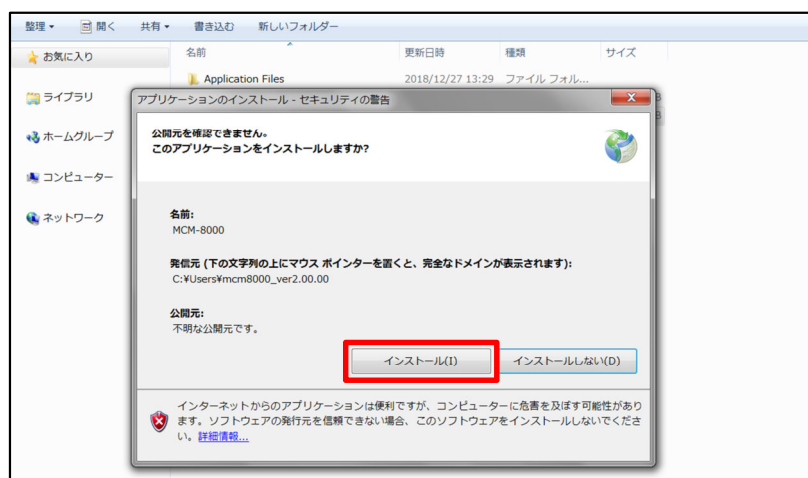 整理 開く 共有 書き込む 新しいフォルダー
お気に入り 名前 更新日時 種類 サイズ
Application Files 2018/12/27 13:29 ファイル フォル...
ライブラリ
アプリケーションのインストール - セキュリティの警告
ホームグループ
コンピューター
ネットワーク
公開元を確認できません。
このアプリケーションをインストールしますか?
名前:
MCM-8000
発信元 (下の文字列の上にマウス ポインターを置くと、完全なドメインが表示されます):
C:¥Users¥mcm8000_ver2.00.00
公開元:
不明な公開元です。
インストール(I) インストールしない(D)
インターネットからのアプリケーションは便利ですが、コンピューターに危害を及ぼす可能性があり
ます。ソフトウェアの発行元を信頼できない場合、このソフトウェアをインストールしないでくださ
い。詳細情報...